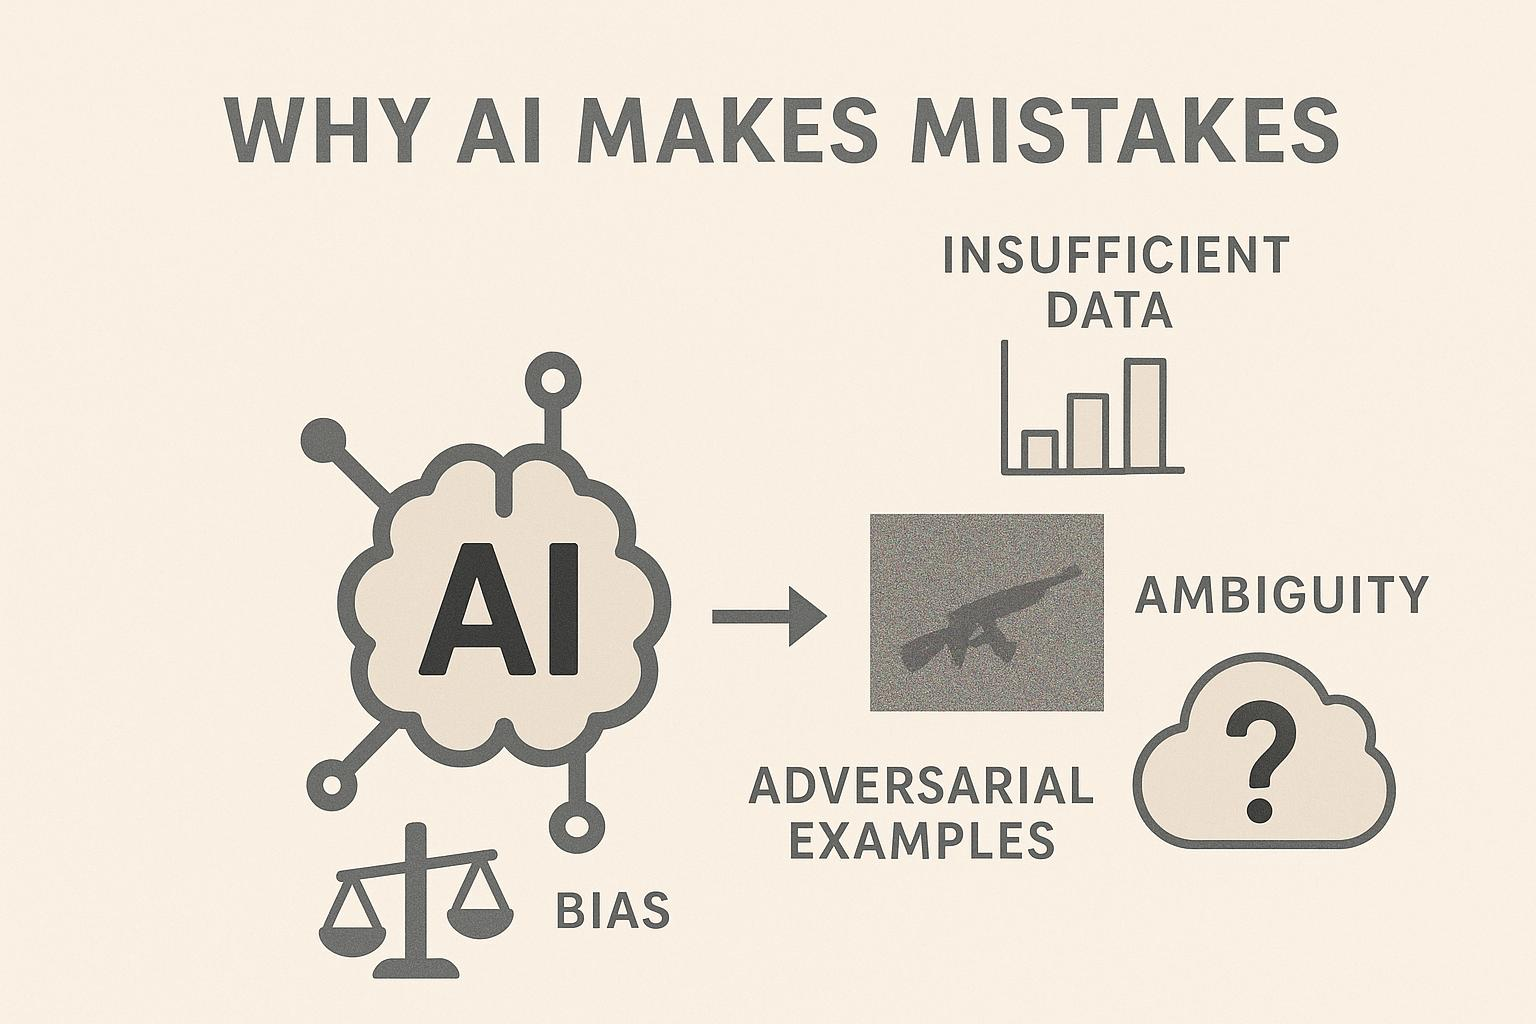 WHY AI MAKES MISTAKES
INSUFFICIENT
DATA
AI
AMBIGUITY
?
ADVERSARIAL
EXAMPLES
BIAS